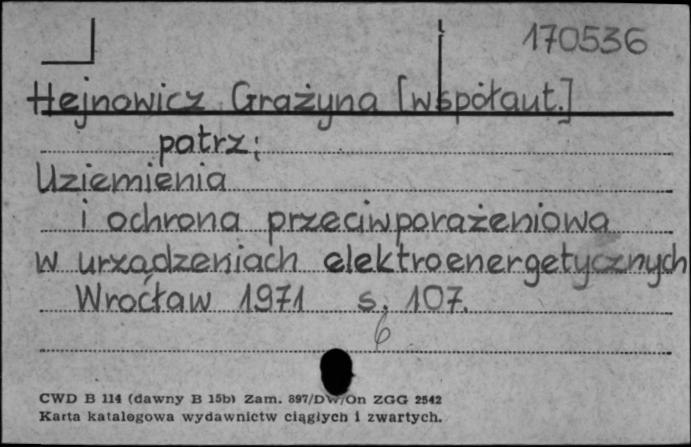 170536
Hejnowicz Grażyna [współaut.]
patrz:
Uziemienia
i ochrona przeciwporażeniowa
w urządzeniach elektroenergetycznych
Wrocław 1971 s. 107.
6
CWD B 114 (dawny B 15b) Zam. 897/DW/On ZGG 2542
Karta katalogowa wydawnictw ciągłych i zwartych.